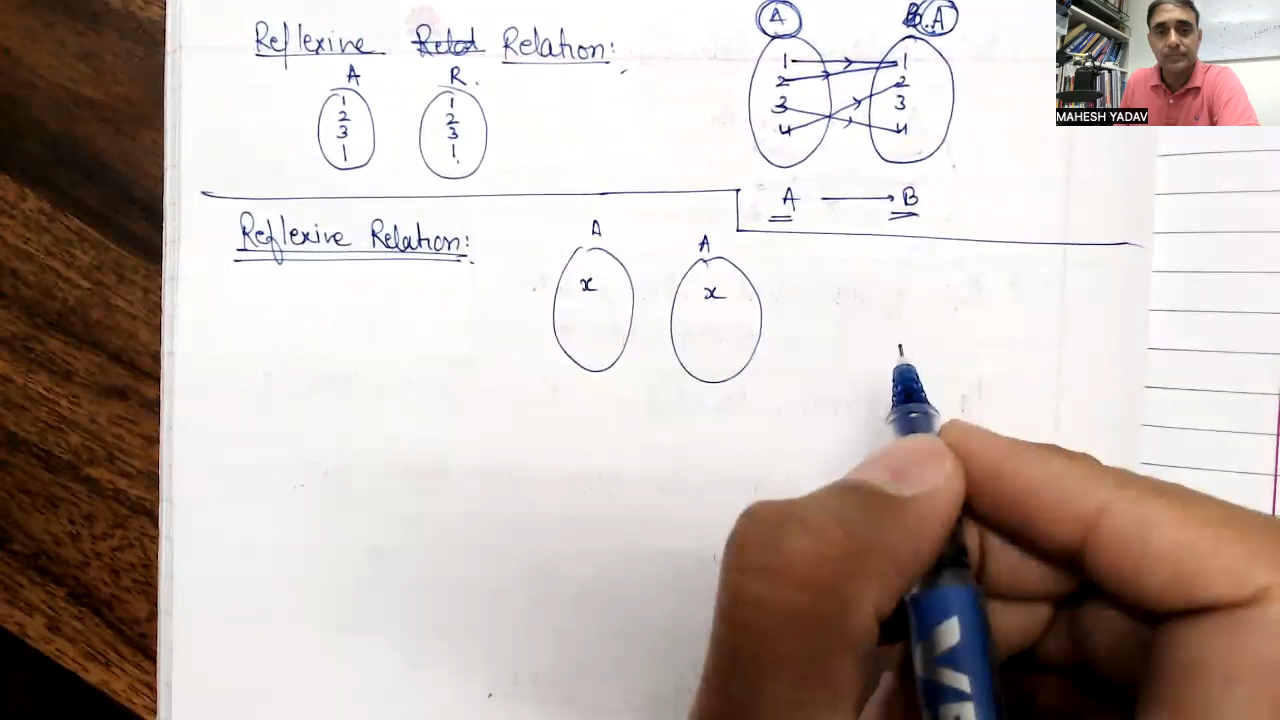 Reflexive Relation:
A R.
1 1
2 2
3 3
1 1
A A
1 1
2 2
3 3
4 4
A → B
Reflexive Relation:
A A
x x
MAHESH YADAV